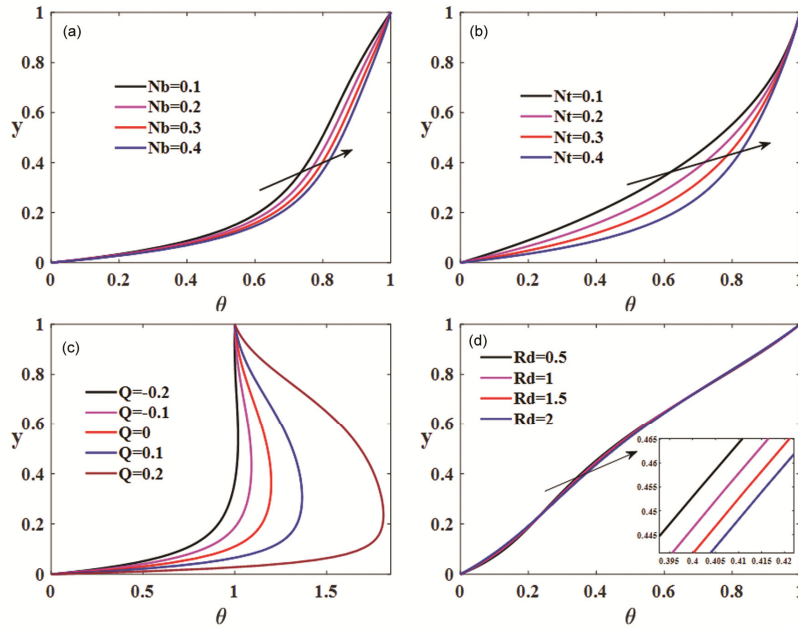 (a)
Nb=0.1
Nb=0.2
Nb=0.3
Nb=0.4
y
1
0.8
0.6
0.4
0.2
0
0 0.2 0.4 0.6 0.8 1
θ
(b)
Nt=0.1
Nt=0.2
Nt=0.3
Nt=0.4
y
1
0.8
0.6
0.4
0.2
0
0 0.2 0.4 0.6 0.8 1
θ
(c)
Q=-0.2
Q=-0.1
Q=0
Q=0.1
Q=0.2
y
1
0.8
0.6
0.4
0.2
0
0 0.5 1 1.5
θ
(d)
Rd=0.5
Rd=1
Rd=1.5
Rd=2
y
1
0.8
0.6
0.4
0.2
0
0.465
0.46
0.455
0.45
0.445
0.395 0.4 0.405 0.41 0.415 0.42
0 0.2 0.4 0.6 0.8 1
θ